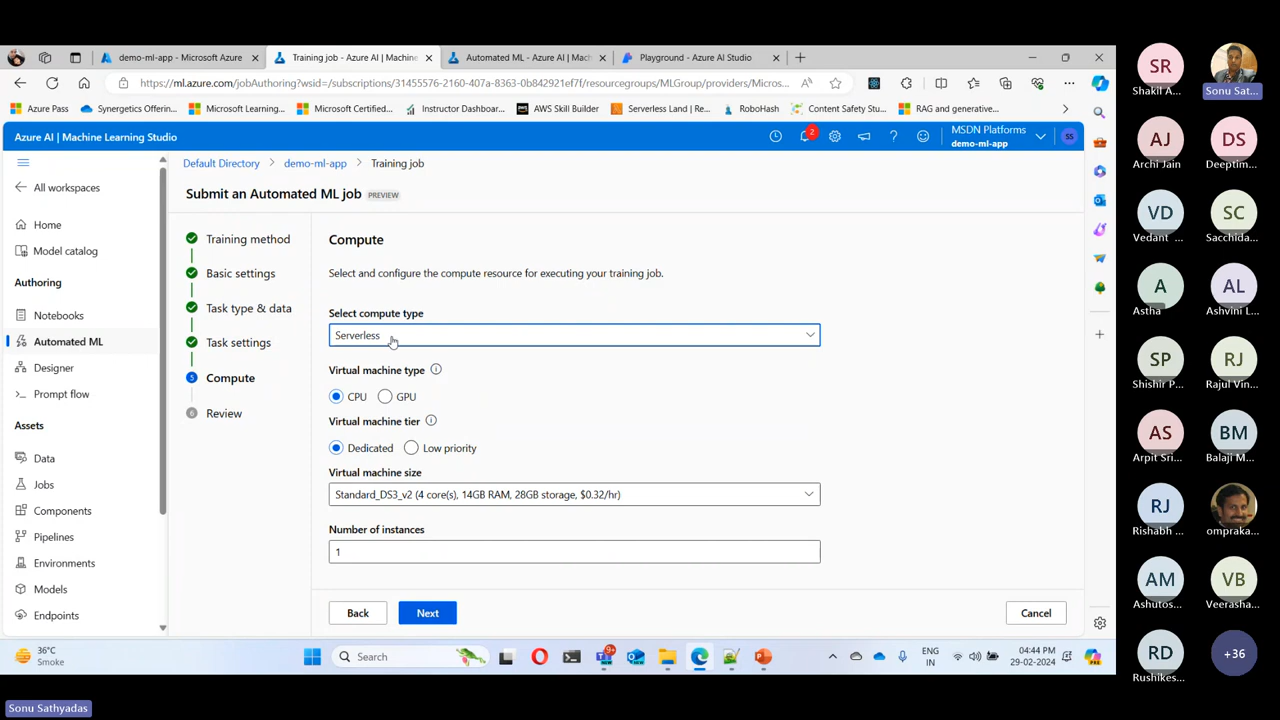 demo-ml-app - Microsoft Azure
Training job - Azure AI | Machine
Automated ML - Azure AI | Machin
Playground - Azure AI Studio
https://ml.azure.com/jobAuthoring?wsid=/subscriptions/31455576-2160-407a-8363-0b842921ef7f/resourcegroups/MLGroup/providers/Micros...
Azure Pass
Synergetics Offerin...
Microsoft Learning...
Microsoft Certified...
Instructor Dashboar...
AWS Skill Builder
Serverless Land | Re...
RoboHash
Content Safety Stu...
RAG and generative...
Azure AI | Machine Learning Studio
2
MSDN Platforms
demo-ml-app
SS
All workspaces
Home
Model catalog
Authoring
Notebooks
Automated ML
Designer
Prompt flow
Assets
Data
Jobs
Components
Pipelines
Environments
Models
Endpoints
Default Directory > demo-ml-app > Training job
Submit an Automated ML job PREVIEW
Training method
Basic settings
Task type & data
Task settings
5 Compute
6 Review
Compute
Select and configure the compute resource for executing your training job.
Select compute type
Serverless
Virtual machine type
CPU GPU
Virtual machine tier
Dedicated Low priority
Virtual machine size
Standard_DS3_v2 (4 core(s), 14GB RAM, 28GB storage, $0.32/hr)
Number of instances
1
Back Next Cancel
36°C
Smoke
Search
9+
ENG
IN
04:44 PM
29-02-2024
SR
Shakil A...
Sonu Sat...
AJ
Archi Jain
DS
Deeptim...
VD
Vedant ...
SC
Sacchida...
A
Astha
AL
Ashvini L...
SP
Shishir P...
RJ
Rajul Vin...
AS
Arpit Sri...
BM
Balaji M...
RJ
Rishabh ...
ompraka...
AM
Ashutos...
VB
Veerasha...
RD
Rushikes...
+36
Sonu Sathyadas